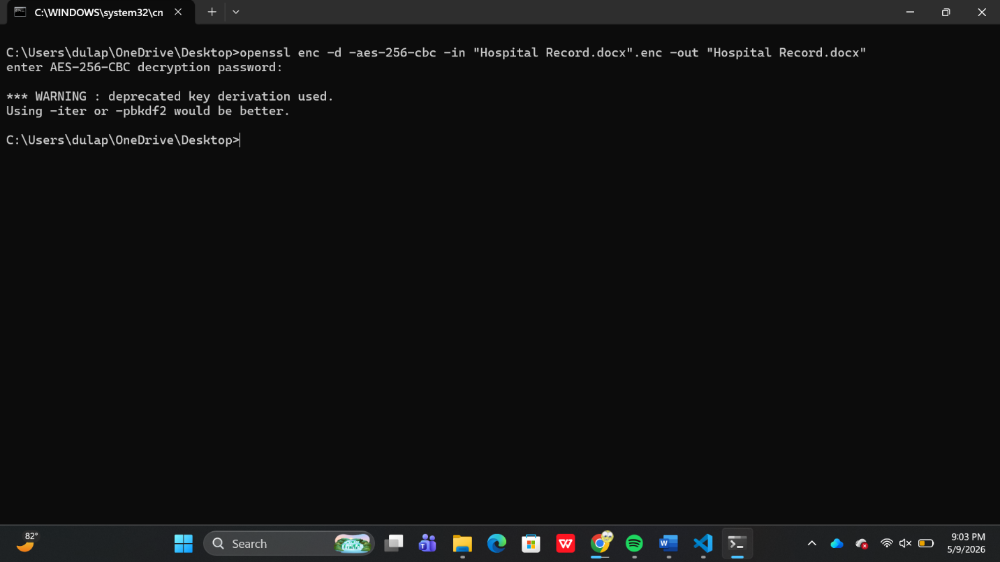 C:\WINDOWS\system32\cn
C:\Users\dulap\OneDrive\Desktop>openssl enc -d -aes-256-cbc -in "Hospital Record.docx".enc -out "Hospital Record.docx"
enter AES-256-CBC decryption password:
*** WARNING : deprecated key derivation used.
Using -iter or -pbkdf2 would be better.
C:\Users\dulap\OneDrive\Desktop>
82°
Search
9:03 PM
5/9/2026